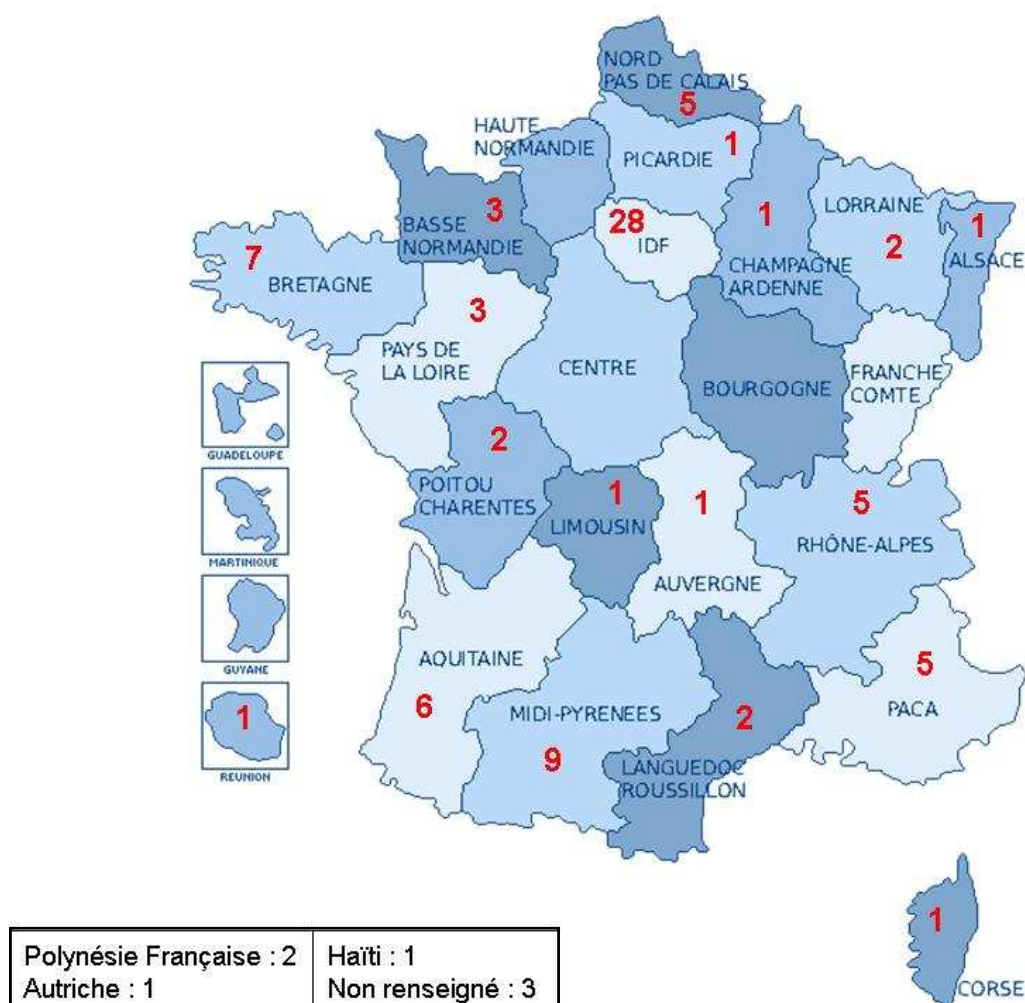 NORD
PAS DE CALAIS
5
HAUTE
NORMANDIE
PICARDIE
1
BASSE
NORMANDIE
3
28
IDF
1
CHAMPAGNE
ARDENNE
LORRAINE
2
1
ALSACE
7
BRETAGNE
3
PAYS DE
LA LOIRE
CENTRE
BOURGOGNE
FRANCHE
COMTE
GUADELOUPE
2
POITOU
CHARENTES
1
LIMOUSIN
1
AUVERGNE
5
RHÔNE-ALPES
MARTINIQUE
GUYANE
AQUITAINE
6
MIDI-PYRENEES
9
2
LANGUEDOC
ROUSSILLON
5
PACA
1
REUNION
1
CORSE
Polynésie Française : 2
Autriche : 1
Haïti : 1
Non renseigné : 3